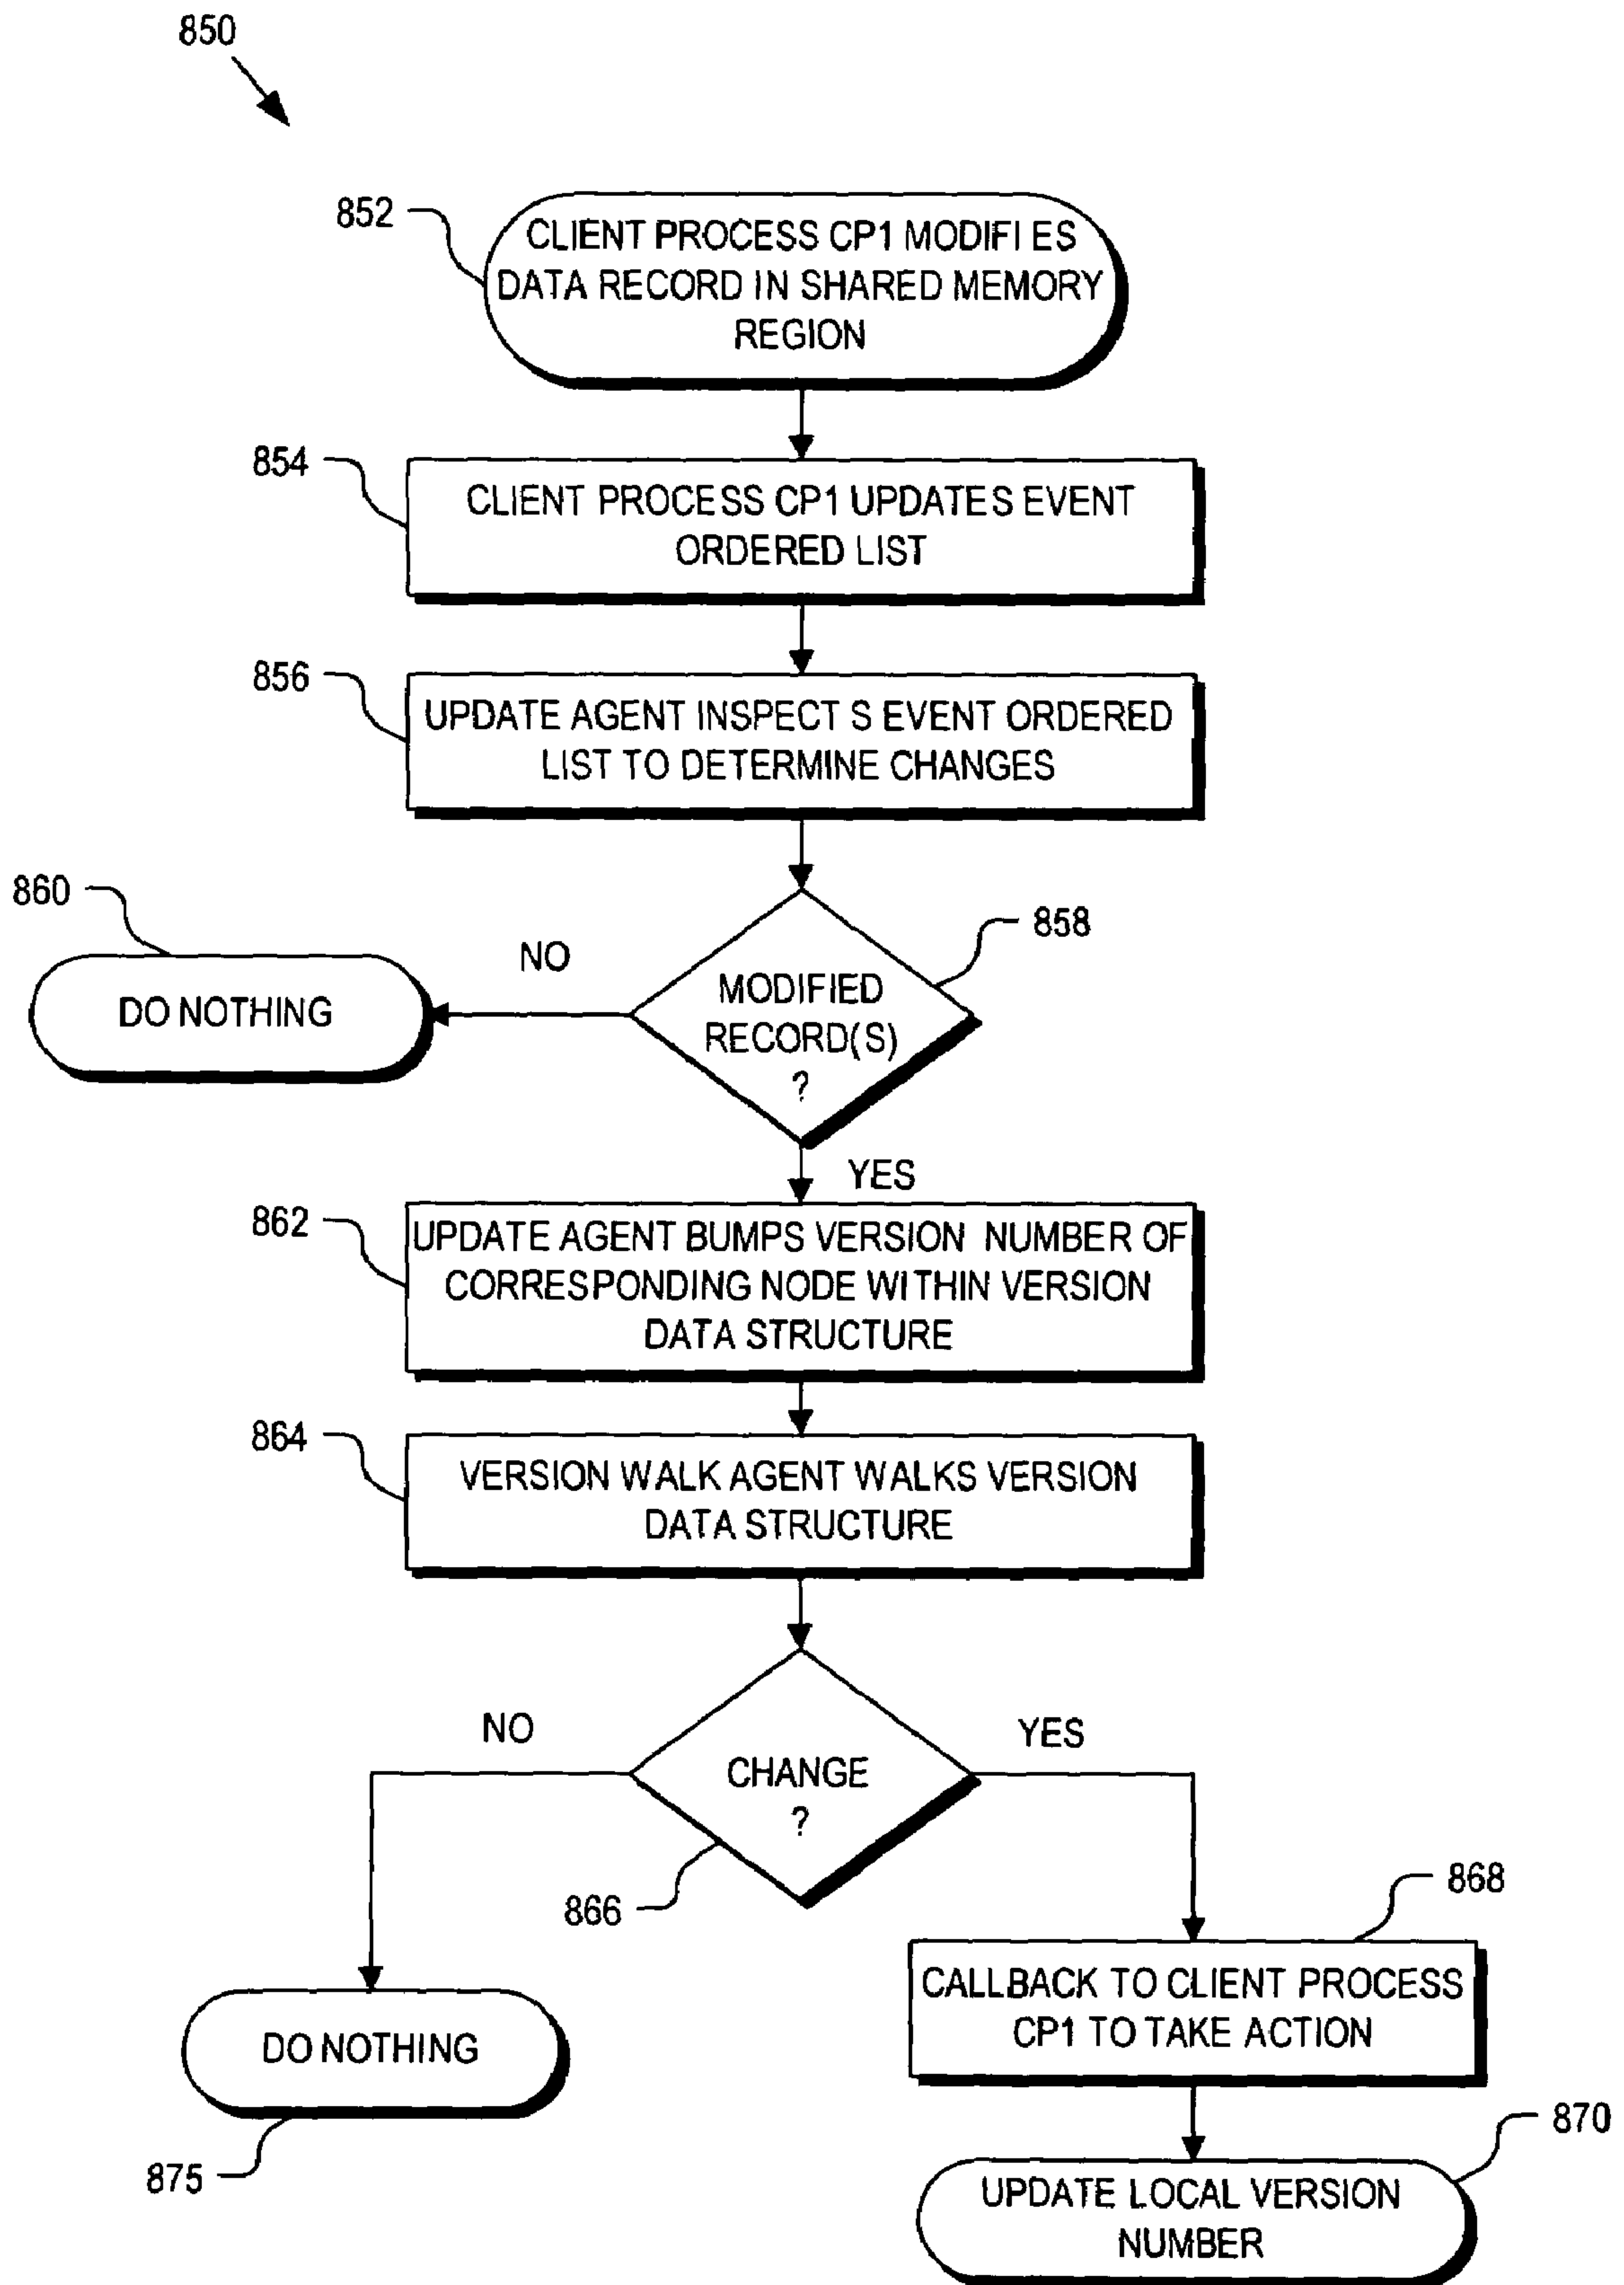 850
852
CLIENT PROCESS CP1 MODIFIES
DATA RECORD IN SHARED MEMORY
REGION
854
CLIENT PROCESS CP1 UPDATES EVENT
ORDERED LIST
856
UPDATE AGENT INSPECT S EVENT ORDERED
LIST TO DETERMINE CHANGES
860
858
NO
DO NOTHING
MODIFIED
RECORD(S)
?
YES
862
UPDATE AGENT BUMPS VERSION NUMBER OF
CORRESPONDING NODE WITHIN VERSION
DATA STRUCTURE
864
VERSION WALK AGENT WALKS VERSION
DATA STRUCTURE
NO
YES
CHANGE
?
866
868
CALLBACK TO CLIENT PROCESS
CP1 TO TAKE ACTION
DO NOTHING
875
870
UPDATE LOCAL VERSION
NUMBER